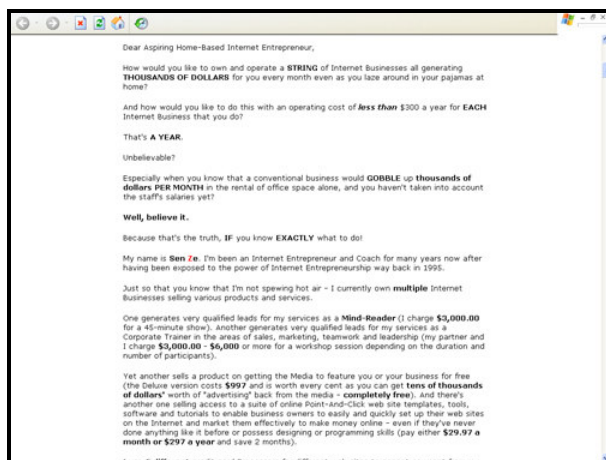 Dear Aspiring Home-Based Internet Entrepreneur,
How would you like to own and operate a STRING of Internet Businesses all generating
THOUSANDS OF DOLLARS for you every month even as you laze around in your pajamas at
home?
And how would you like to do this with an operating cost of less than $300 a year for EACH
Internet Business that you do?
That's A YEAR.
Unbelievable?
Especially when you know that a conventional business would GOBBLE up thousands of
dollars PER MONTH in the rental of office space alone, and you haven't taken into account
the staff's salaries yet?
Well, believe it.
Because that's the truth, IF you know EXACTLY what to do!
My name is Sen Ze. I'm been an Internet Entrepreneur and Coach for many years now after
having been exposed to the power of Internet Entrepreneurship way back in 1995.
Just so that you know that I'm not spewing hot air - I currently own multiple Internet
Businesses selling various products and services.
One generates very qualified leads for my services as a Mind-Reader (I charge $3,000.00
for a 45-minute show). Another generates very qualified leads for my services as a
Corporate Trainer in the areas of sales, marketing, teamwork and leadership (my partner and
I charge $3,000.00 - $6,000 or more for a workshop session depending on the duration and
number of participants).
Yet another sells a product on getting the Media to feature you or your business for free
(the Deluxe version costs $997 and is worth every cent as you can get tens of thousands
of dollars' worth of "advertising" back from the media - completely free). And there's
another one selling access to a suite of online Point-And-Click web site templates, tools,
software and tutorials to enable business owners to easily and quickly set up their web sites
on the Internet and market them effectively to make money online - even if they've never
done anything like it before or possess designing or programming skills (pay either $29.97 a
month or $297 a year and save 2 months).